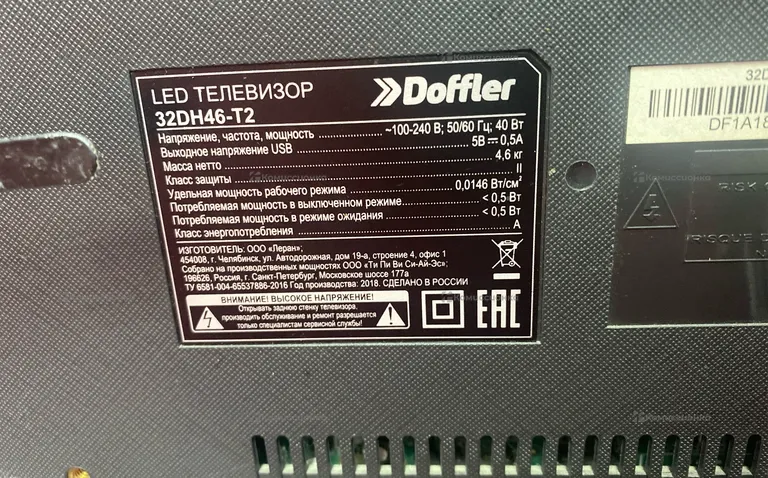 LED ТЕЛЕВИЗОР
Doffler
32DH46-T2
Напряжение, частота, мощность ~100-240 В; 50/60 Гц; 40 Вт
Выходное напряжение USB 5В 0,5А
Масса нетто 4,6 кг
Класс защиты II
Удельная мощность рабочего режима 0,0146 Вт/см²
Потребляемая мощность в выключенном режиме < 0,5 Вт
Потребляемая мощность в режиме ожидания < 0,5 Вт
Класс энергопотребления А
ИЗГОТОВИТЕЛЬ: ООО «Леран»;
454008, г. Челябинск, ул. Автодорожная, дом 19-а, строение 4, офис 1
Собрано на производственных мощностях ООО «Ти Пи Ви Си-Ай-Эс»:
196626, Россия, г. Санкт-Петербург, Московское шоссе 177а
ТУ 6581-004-65537886-2016 Год производства: 2018. СДЕЛАНО В РОССИИ
ВНИМАНИЕ! ВЫСОКОЕ НАПРЯЖЕНИЕ!
Открывать заднюю стенку телевизора,
производить обслуживание и ремонт разрешается
только специалистам сервисной службы!
EAC
32D
DF1A18
RISK
RISQUE